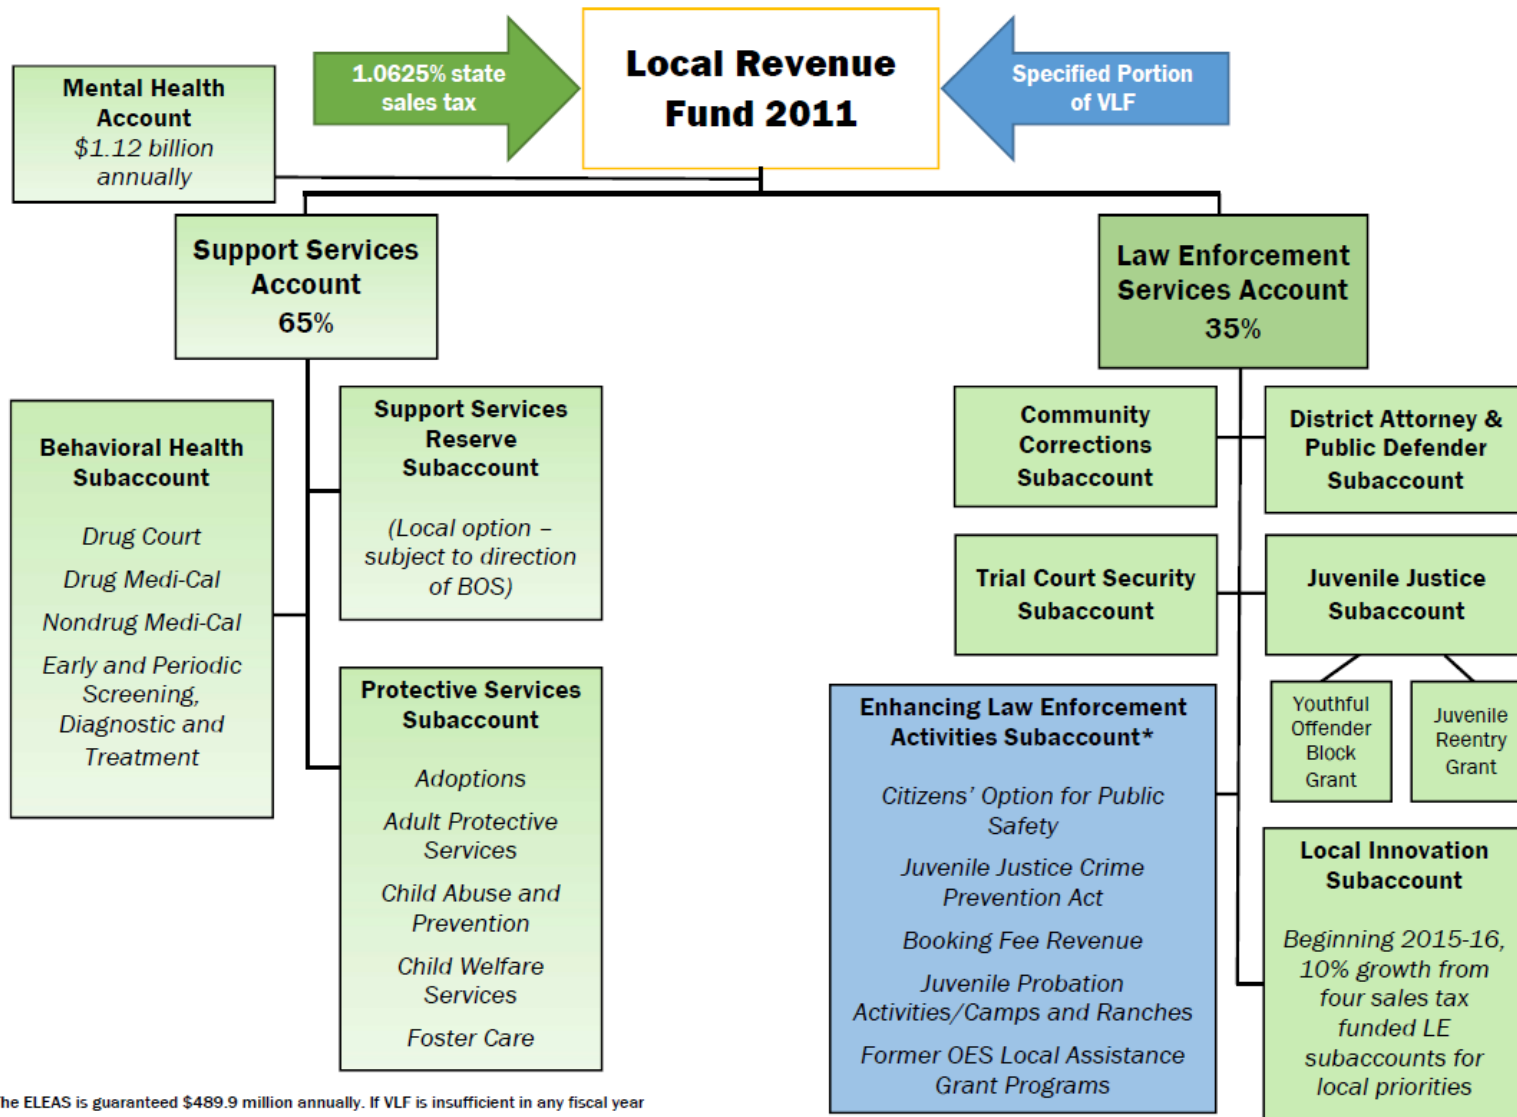 Local Revenue
Fund 2011
1.0625% state
sales tax
Specified Portion
of VLF
Mental Health
Account
$1.12 billion
annually
Support Services
Account
65%
Law Enforcement
Services Account
35%
Behavioral Health
Subaccount
Drug Court
Drug Medi-Cal
Nondrug Medi-Cal
Early and Periodic
Screening,
Diagnostic and
Treatment
Support Services
Reserve
Subaccount
(Local option –
subject to direction
of BOS)
Protective Services
Subaccount
Adoptions
Adult Protective
Services
Child Abuse and
Prevention
Child Welfare
Services
Foster Care
Community
Corrections
Subaccount
District Attorney &
Public Defender
Subaccount
Trial Court Security
Subaccount
Juvenile Justice
Subaccount
Youthful
Offender
Block
Grant
Juvenile
Reentry
Grant
Enhancing Law Enforcement
Activities Subaccount*
Citizens’ Option for Public
Safety
Juvenile Justice Crime
Prevention Act
Booking Fee Revenue
Juvenile Probation
Activities/Camps and Ranches
Former OES Local Assistance
Grant Programs
Local Innovation
Subaccount
Beginning 2015-16,
10% growth from
four sales tax
funded LE
subaccounts for
local priorities
he ELEAS is guaranteed $489.9 million annually. If VLF is insufficient in any fiscal year